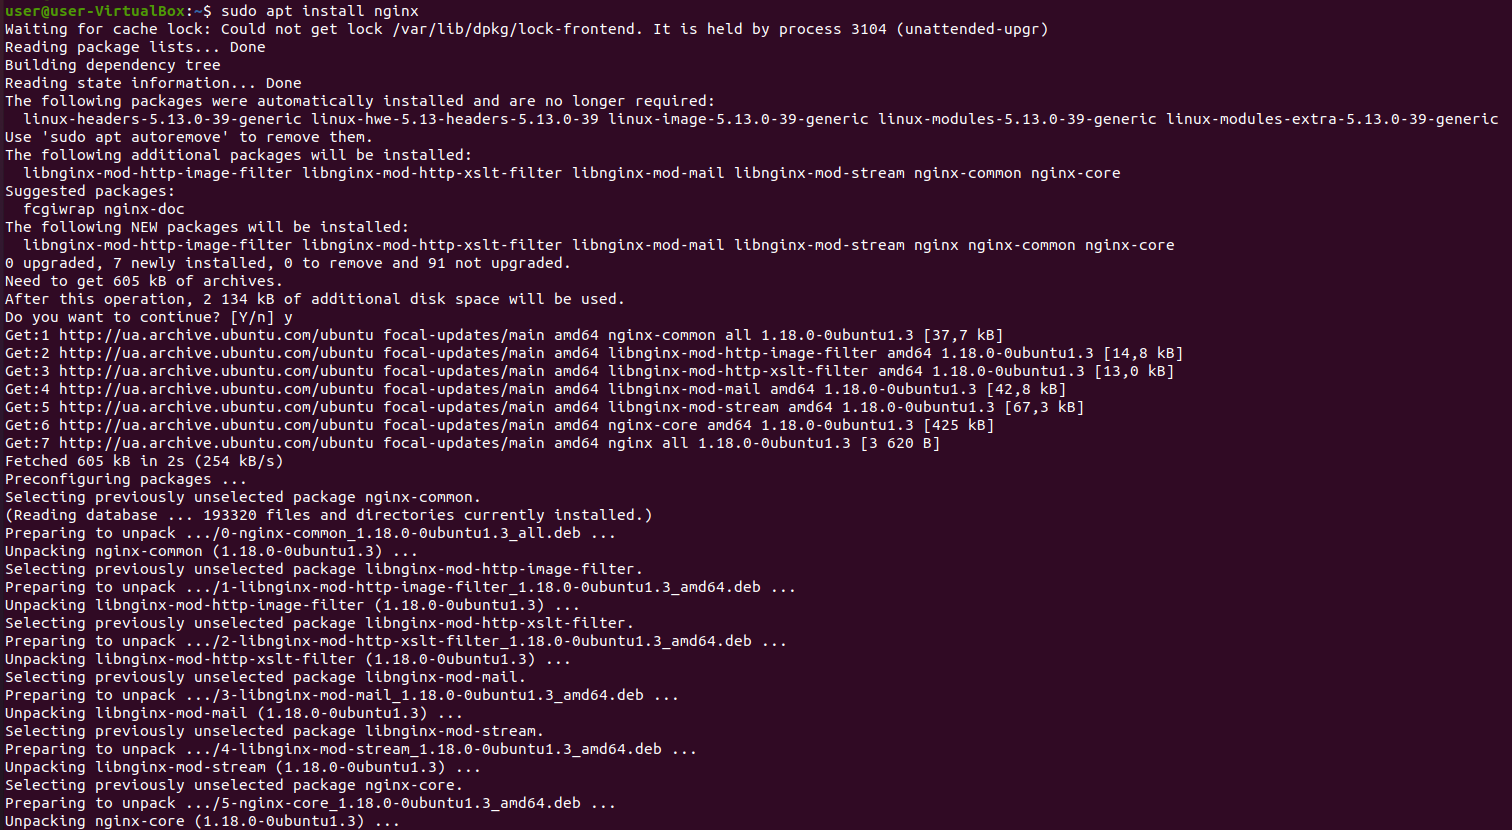 user@user-VirtualBox:~$ sudo apt install nginx
Waiting for cache lock: Could not get lock /var/lib/dpkg/lock-frontend. It is held by process 3104 (unattended-upgr)
Reading package lists... Done
Building dependency tree
Reading state information... Done
The following packages were automatically installed and are no longer required:
  linux-headers-5.13.0-39-generic linux-hwe-5.13-headers-5.13.0-39 linux-image-5.13.0-39-generic linux-modules-5.13.0-39-generic linux-modules-extra-5.13.0-39-generic
Use 'sudo apt autoremove' to remove them.
The following additional packages will be installed:
  libnginx-mod-http-image-filter libnginx-mod-http-xslt-filter libnginx-mod-mail libnginx-mod-stream nginx-common nginx-core
Suggested packages:
  fcgiwrap nginx-doc
The following NEW packages will be installed:
  libnginx-mod-http-image-filter libnginx-mod-http-xslt-filter libnginx-mod-mail libnginx-mod-stream nginx nginx-common nginx-core
0 upgraded, 7 newly installed, 0 to remove and 91 not upgraded.
Need to get 605 kB of archives.
After this operation, 2 134 kB of additional disk space will be used.
Do you want to continue? [Y/n] y
Get:1 http://ua.archive.ubuntu.com/ubuntu focal-updates/main amd64 nginx-common all 1.18.0-0ubuntu1.3 [37,7 kB]
Get:2 http://ua.archive.ubuntu.com/ubuntu focal-updates/main amd64 libnginx-mod-http-image-filter amd64 1.18.0-0ubuntu1.3 [14,8 kB]
Get:3 http://ua.archive.ubuntu.com/ubuntu focal-updates/main amd64 libnginx-mod-http-xslt-filter amd64 1.18.0-0ubuntu1.3 [13,0 kB]
Get:4 http://ua.archive.ubuntu.com/ubuntu focal-updates/main amd64 libnginx-mod-mail amd64 1.18.0-0ubuntu1.3 [42,8 kB]
Get:5 http://ua.archive.ubuntu.com/ubuntu focal-updates/main amd64 libnginx-mod-stream amd64 1.18.0-0ubuntu1.3 [67,3 kB]
Get:6 http://ua.archive.ubuntu.com/ubuntu focal-updates/main amd64 nginx-core amd64 1.18.0-0ubuntu1.3 [425 kB]
Get:7 http://ua.archive.ubuntu.com/ubuntu focal-updates/main amd64 nginx all 1.18.0-0ubuntu1.3 [3 620 B]
Fetched 605 kB in 2s (254 kB/s)
Preconfiguring packages ...
Selecting previously unselected package nginx-common.
(Reading database ... 193320 files and directories currently installed.)
Preparing to unpack .../0-nginx-common_1.18.0-0ubuntu1.3_all.deb ...
Unpacking nginx-common (1.18.0-0ubuntu1.3) ...
Selecting previously unselected package libnginx-mod-http-image-filter.
Preparing to unpack .../1-libnginx-mod-http-image-filter_1.18.0-0ubuntu1.3_amd64.deb ...
Unpacking libnginx-mod-http-image-filter (1.18.0-0ubuntu1.3) ...
Selecting previously unselected package libnginx-mod-http-xslt-filter.
Preparing to unpack .../2-libnginx-mod-http-xslt-filter_1.18.0-0ubuntu1.3_amd64.deb ...
Unpacking libnginx-mod-http-xslt-filter (1.18.0-0ubuntu1.3) ...
Selecting previously unselected package libnginx-mod-mail.
Preparing to unpack .../3-libnginx-mod-mail_1.18.0-0ubuntu1.3_amd64.deb ...
Unpacking libnginx-mod-mail (1.18.0-0ubuntu1.3) ...
Selecting previously unselected package libnginx-mod-stream.
Preparing to unpack .../4-libnginx-mod-stream_1.18.0-0ubuntu1.3_amd64.deb ...
Unpacking libnginx-mod-stream (1.18.0-0ubuntu1.3) ...
Selecting previously unselected package nginx-core.
Preparing to unpack .../5-nginx-core_1.18.0-0ubuntu1.3_amd64.deb ...
Unpacking nginx-core (1.18.0-0ubuntu1.3) ...